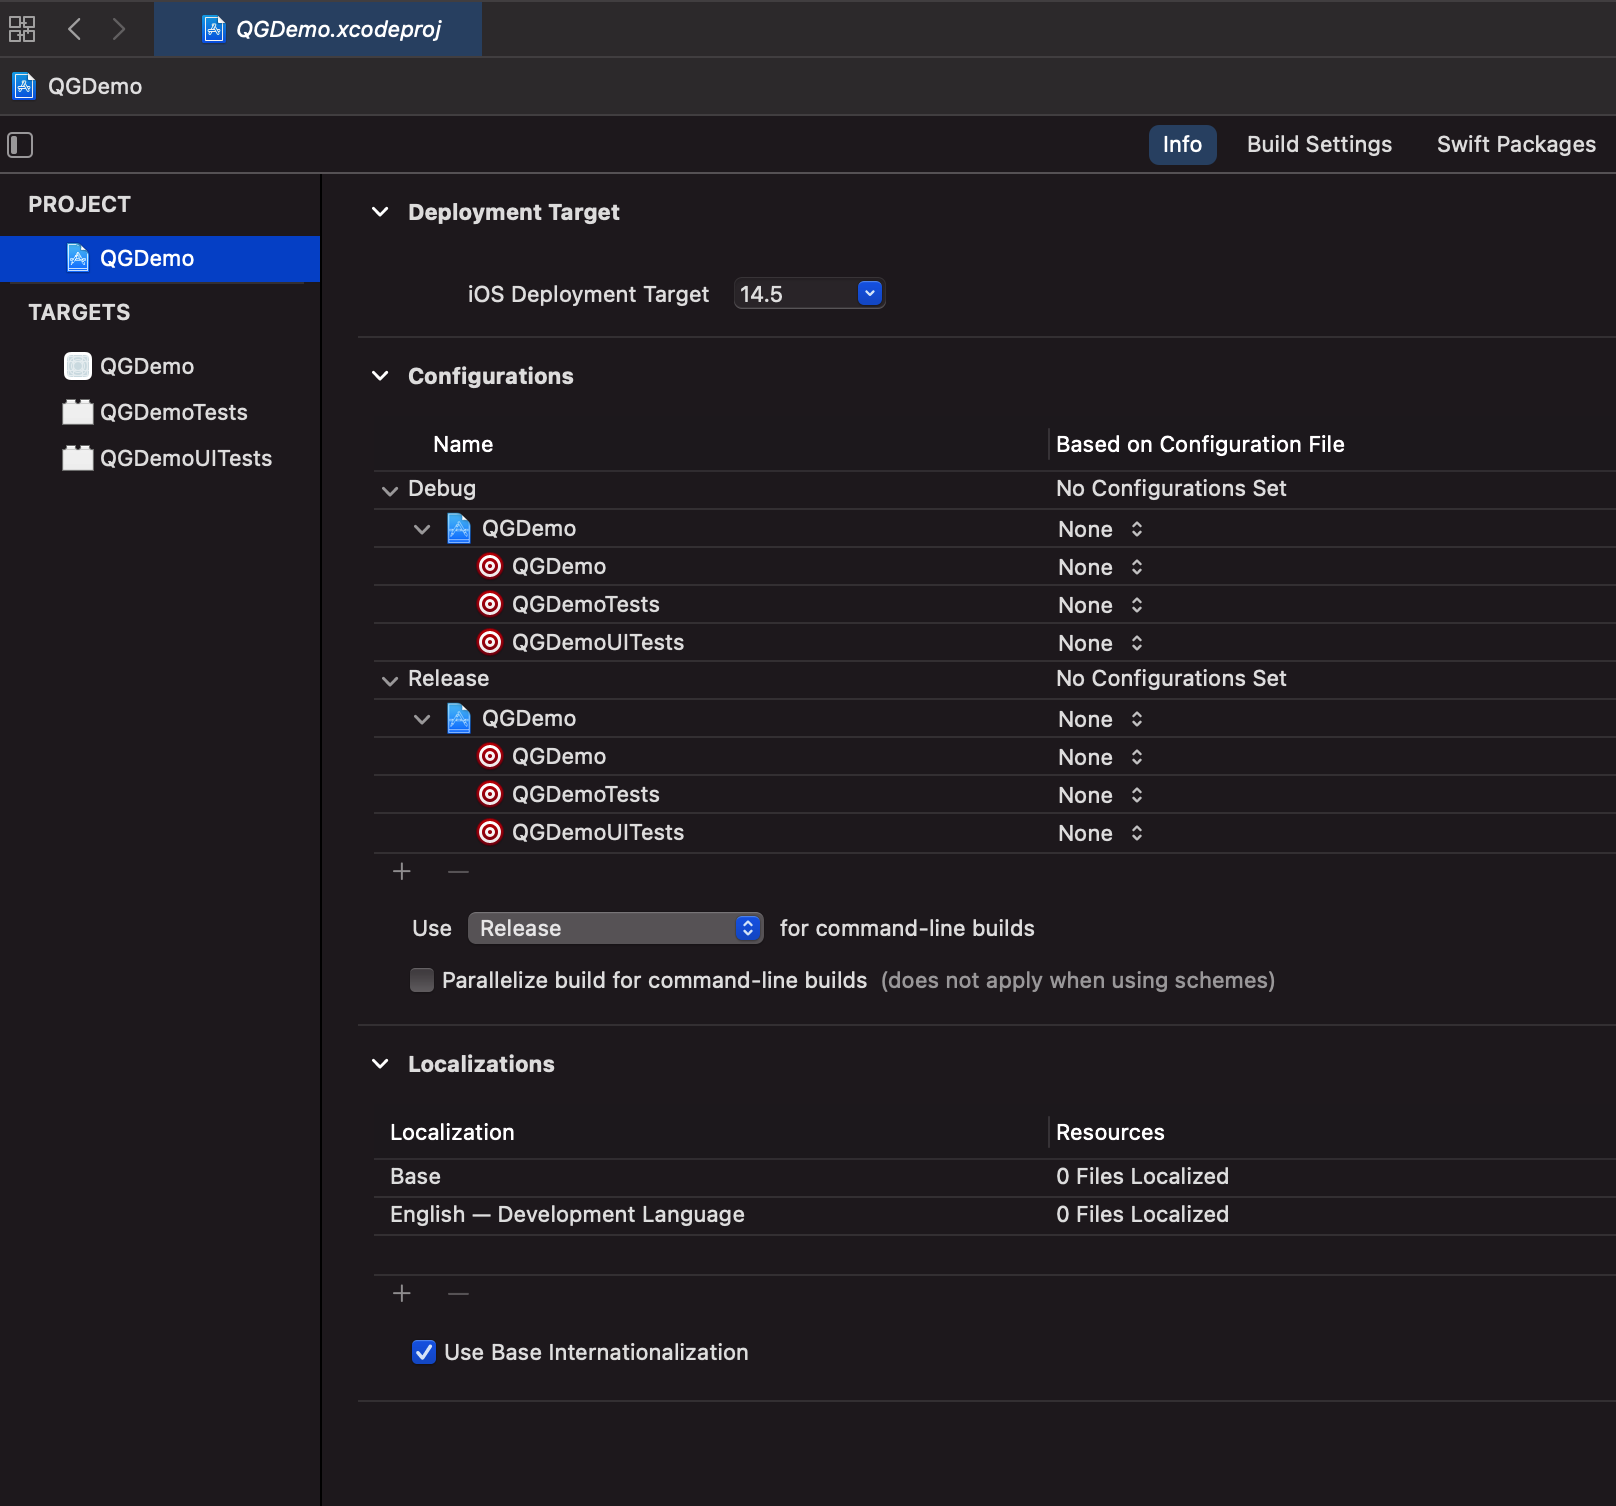 QGDemo.xcodeproj
QGDemo
Info Build Settings Swift Packages
PROJECT
QGDemo
TARGETS
QGDemo
QGDemoTests
QGDemoUITests
Deployment Target
iOS Deployment Target 14.5
Configurations
Name Based on Configuration File
Debug No Configurations Set
QGDemo None
QGDemo None
QGDemoTests None
QGDemoUITests None
Release No Configurations Set
QGDemo None
QGDemo None
QGDemoTests None
QGDemoUITests None
Use Release for command-line builds
Parallelize build for command-line builds (does not apply when using schemes)
Localizations
Localization Resources
Base 0 Files Localized
English — Development Language 0 Files Localized
Use Base Internationalization